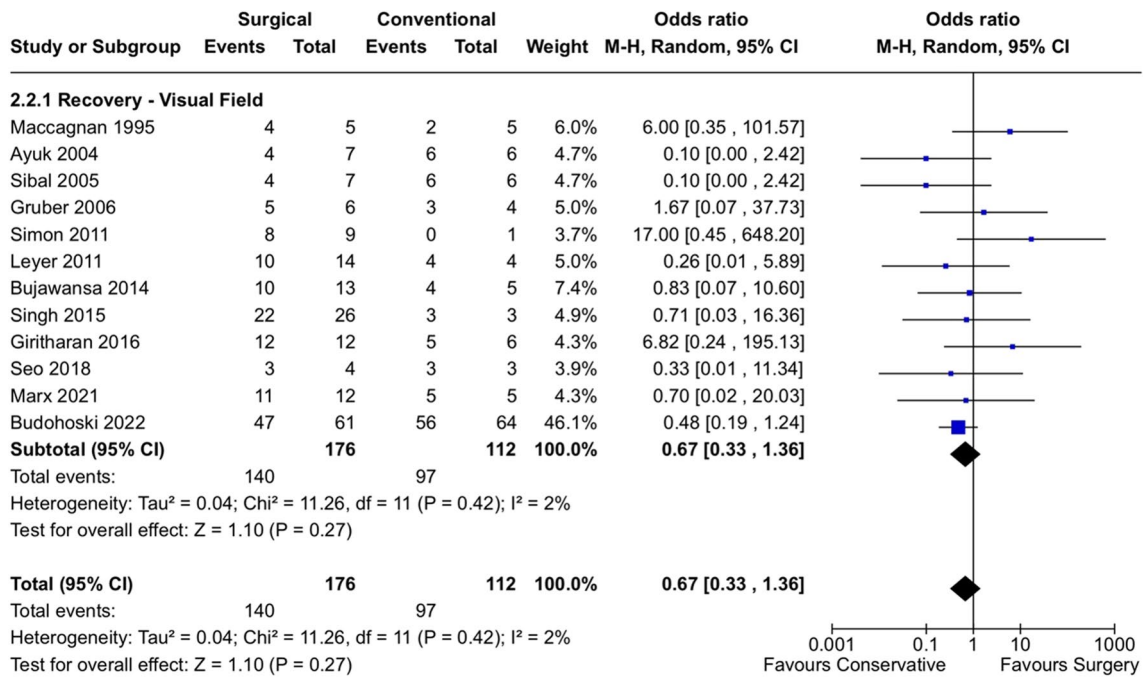 Surgical Conventional Odds ratio Odds ratio
Study or Subgroup Events Total Events Total Weight M-H, Random, 95% CI M-H, Random, 95% CI
2.2.1 Recovery - Visual Field
Maccagnan 1995 4 5 2 5 6.0% 6.00 [0.35 , 101.57]
Ayuk 2004 4 7 6 6 4.7% 0.10 [0.00 , 2.42]
Sibal 2005 4 7 6 6 4.7% 0.10 [0.00 , 2.42]
Gruber 2006 5 6 3 4 5.0% 1.67 [0.07 , 37.73]
Simon 2011 8 9 0 1 3.7% 17.00 [0.45 , 648.20]
Leyer 2011 10 14 4 4 5.0% 0.26 [0.01 , 5.89]
Bujawansa 2014 10 13 4 5 7.4% 0.83 [0.07 , 10.60]
Singh 2015 22 26 3 3 4.9% 0.71 [0.03 , 16.36]
Giritharan 2016 12 12 5 6 4.3% 6.82 [0.24 , 195.13]
Seo 2018 3 4 3 3 3.9% 0.33 [0.01 , 11.34]
Marx 2021 11 12 5 5 4.3% 0.70 [0.02 , 20.03]
Budohoski 2022 47 61 56 64 46.1% 0.48 [0.19 , 1.24]
Subtotal (95% CI) 176 112 100.0% 0.67 [0.33 , 1.36]
Total events: 140 97
Heterogeneity: Tau² = 0.04; Chi² = 11.26, df = 11 (P = 0.42); I² = 2%
Test for overall effect: Z = 1.10 (P = 0.27)
Total (95% CI) 176 112 100.0% 0.67 [0.33 , 1.36]
Total events: 140 97
Heterogeneity: Tau² = 0.04; Chi² = 11.26, df = 11 (P = 0.42); I² = 2%
0.001 0.1 1 10 1000
Test for overall effect: Z = 1.10 (P = 0.27) Favours Conservative Favours Surgery